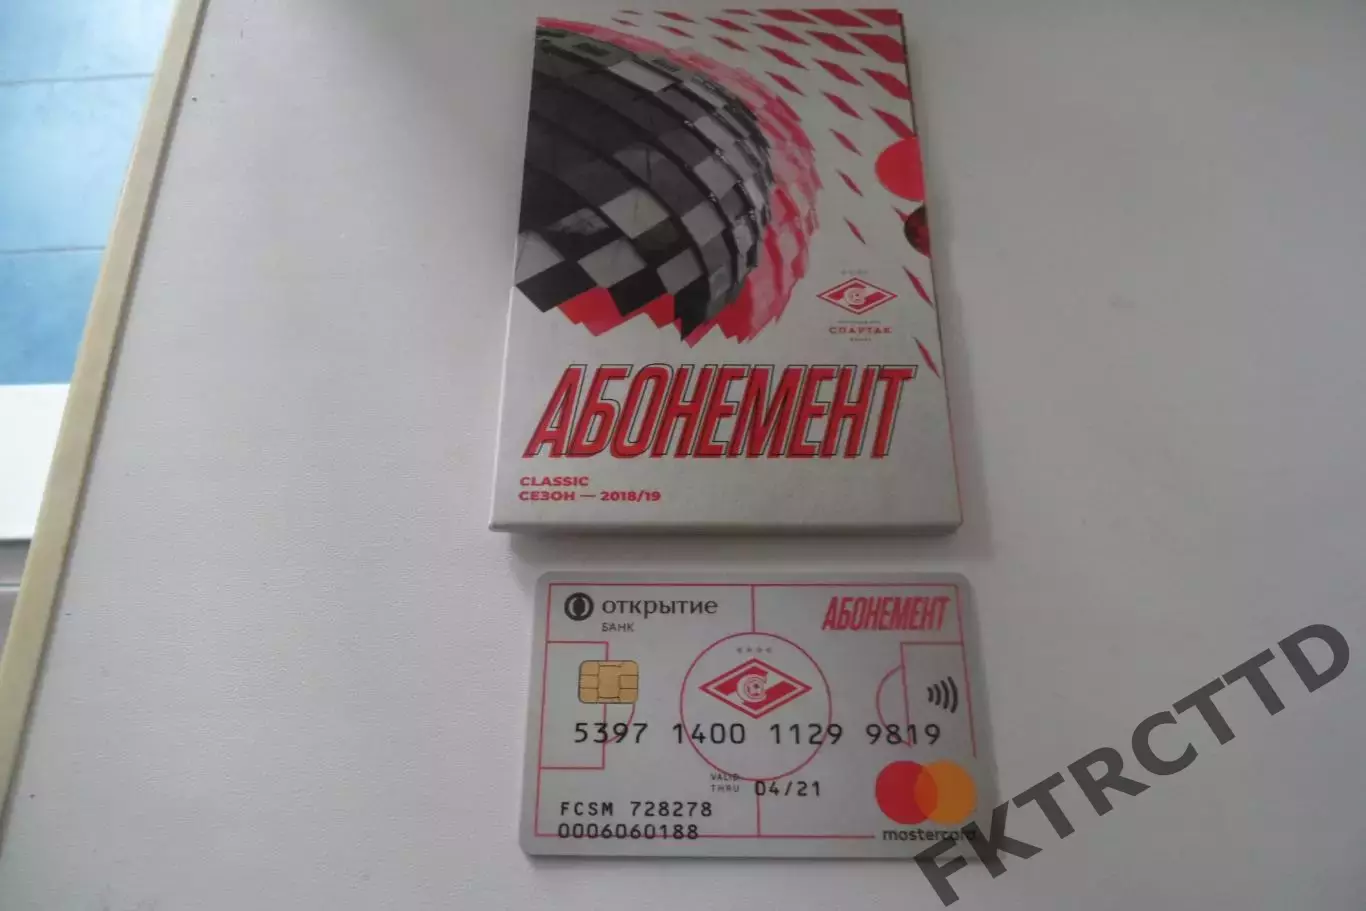 СПАРТАК
АБОНЕМЕНТ
CLASSIC
СЕЗОН — 2018/19
открытие
БАНК
АБОНЕМЕНТ
5397 1400 1129 9819
VALID
THRU 04/21
FCSM 728278
0006060188
mastercard
FKTRCTTD